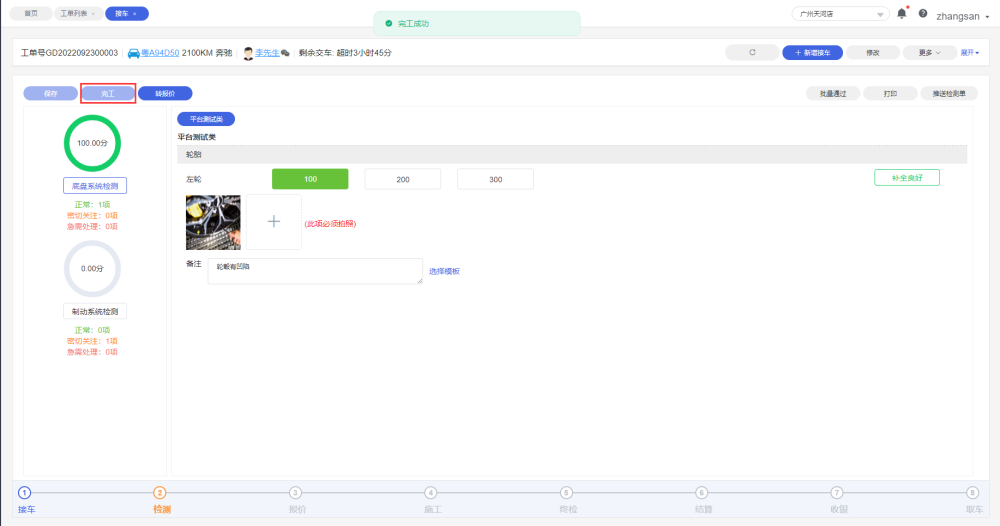 首页 工单列表 × 接车 ×
完工成功
广州天河店 zhangsan
工单号GD2022092300003 粤A94D50 2100KM 奔驰 李先生 剩余交车: 超时3小时45分
+ 新增接车 修改 更多 展开
保存 完工 转报价 批量通过 打印 推送检测单
100.00分
底盘系统检测
正常: 1项
密切关注: 0项
急需处理: 0项
0.00分
制动系统检测
正常: 0项
密切关注: 1项
急需处理: 0项
平台测试类
平台测试类
轮胎
左轮 100 200 300 补全良好
(此项必须拍照)
备注 轮毂有凹陷 选择模板
1 2 3 4 5 6 7 8
接车 检测 报价 施工 终检 结算 收银 取车